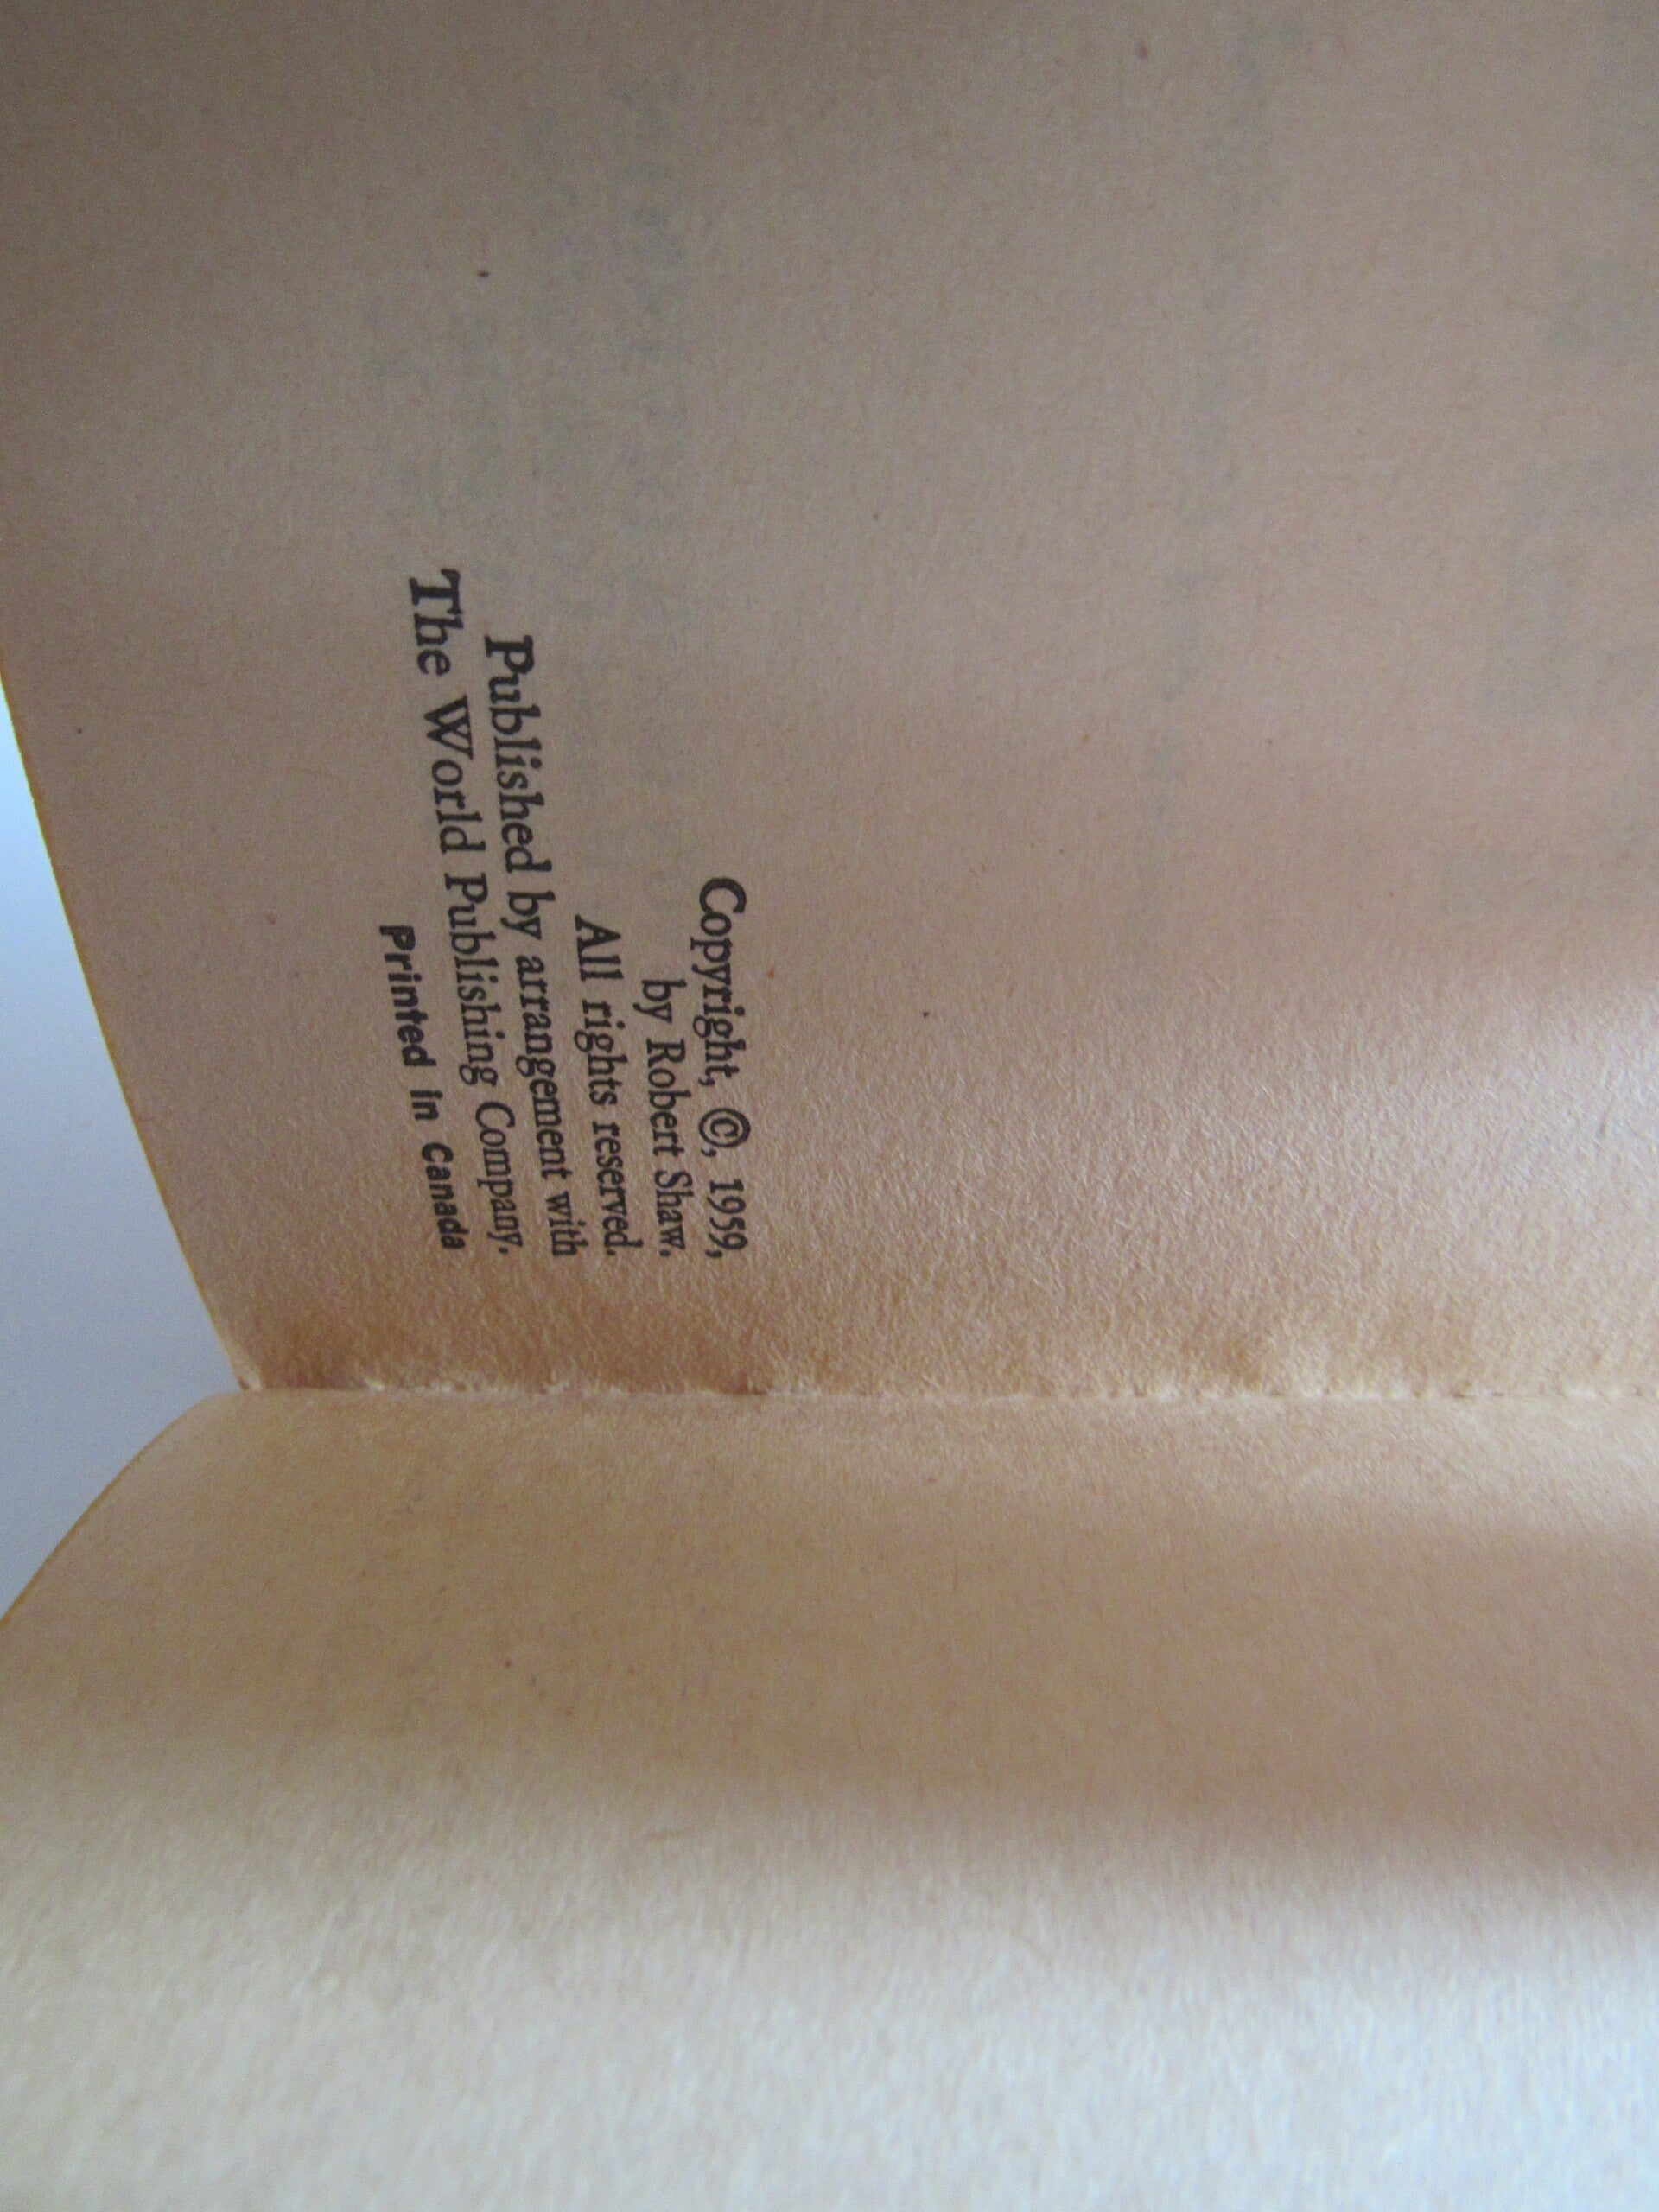 Copyright, ©, 1959,
by Robert Shaw.
All rights reserved.
Published by arrangement with
The World Publishing Company.
Printed in Canada